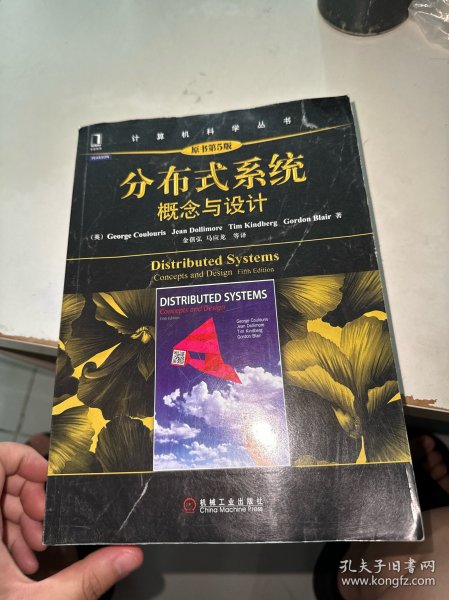 计算机科学丛书
PEARSON
原书第5版
分布式系统
概念与设计
(英) George Coulouris Jean Dollimore Tim Kindberg Gordon Blair 著
金蓓弘 马应龙 等译
Distributed Systems
Concepts and Design Fifth Edition
DISTRIBUTED SYSTEMS
Concepts and Design
Fifth Edition
George Coulouris
Jean Dollimore
Tim Kindberg
Gordon Blair
机械工业出版社
China Machine Press
孔夫子旧书网
www.kongfz.com